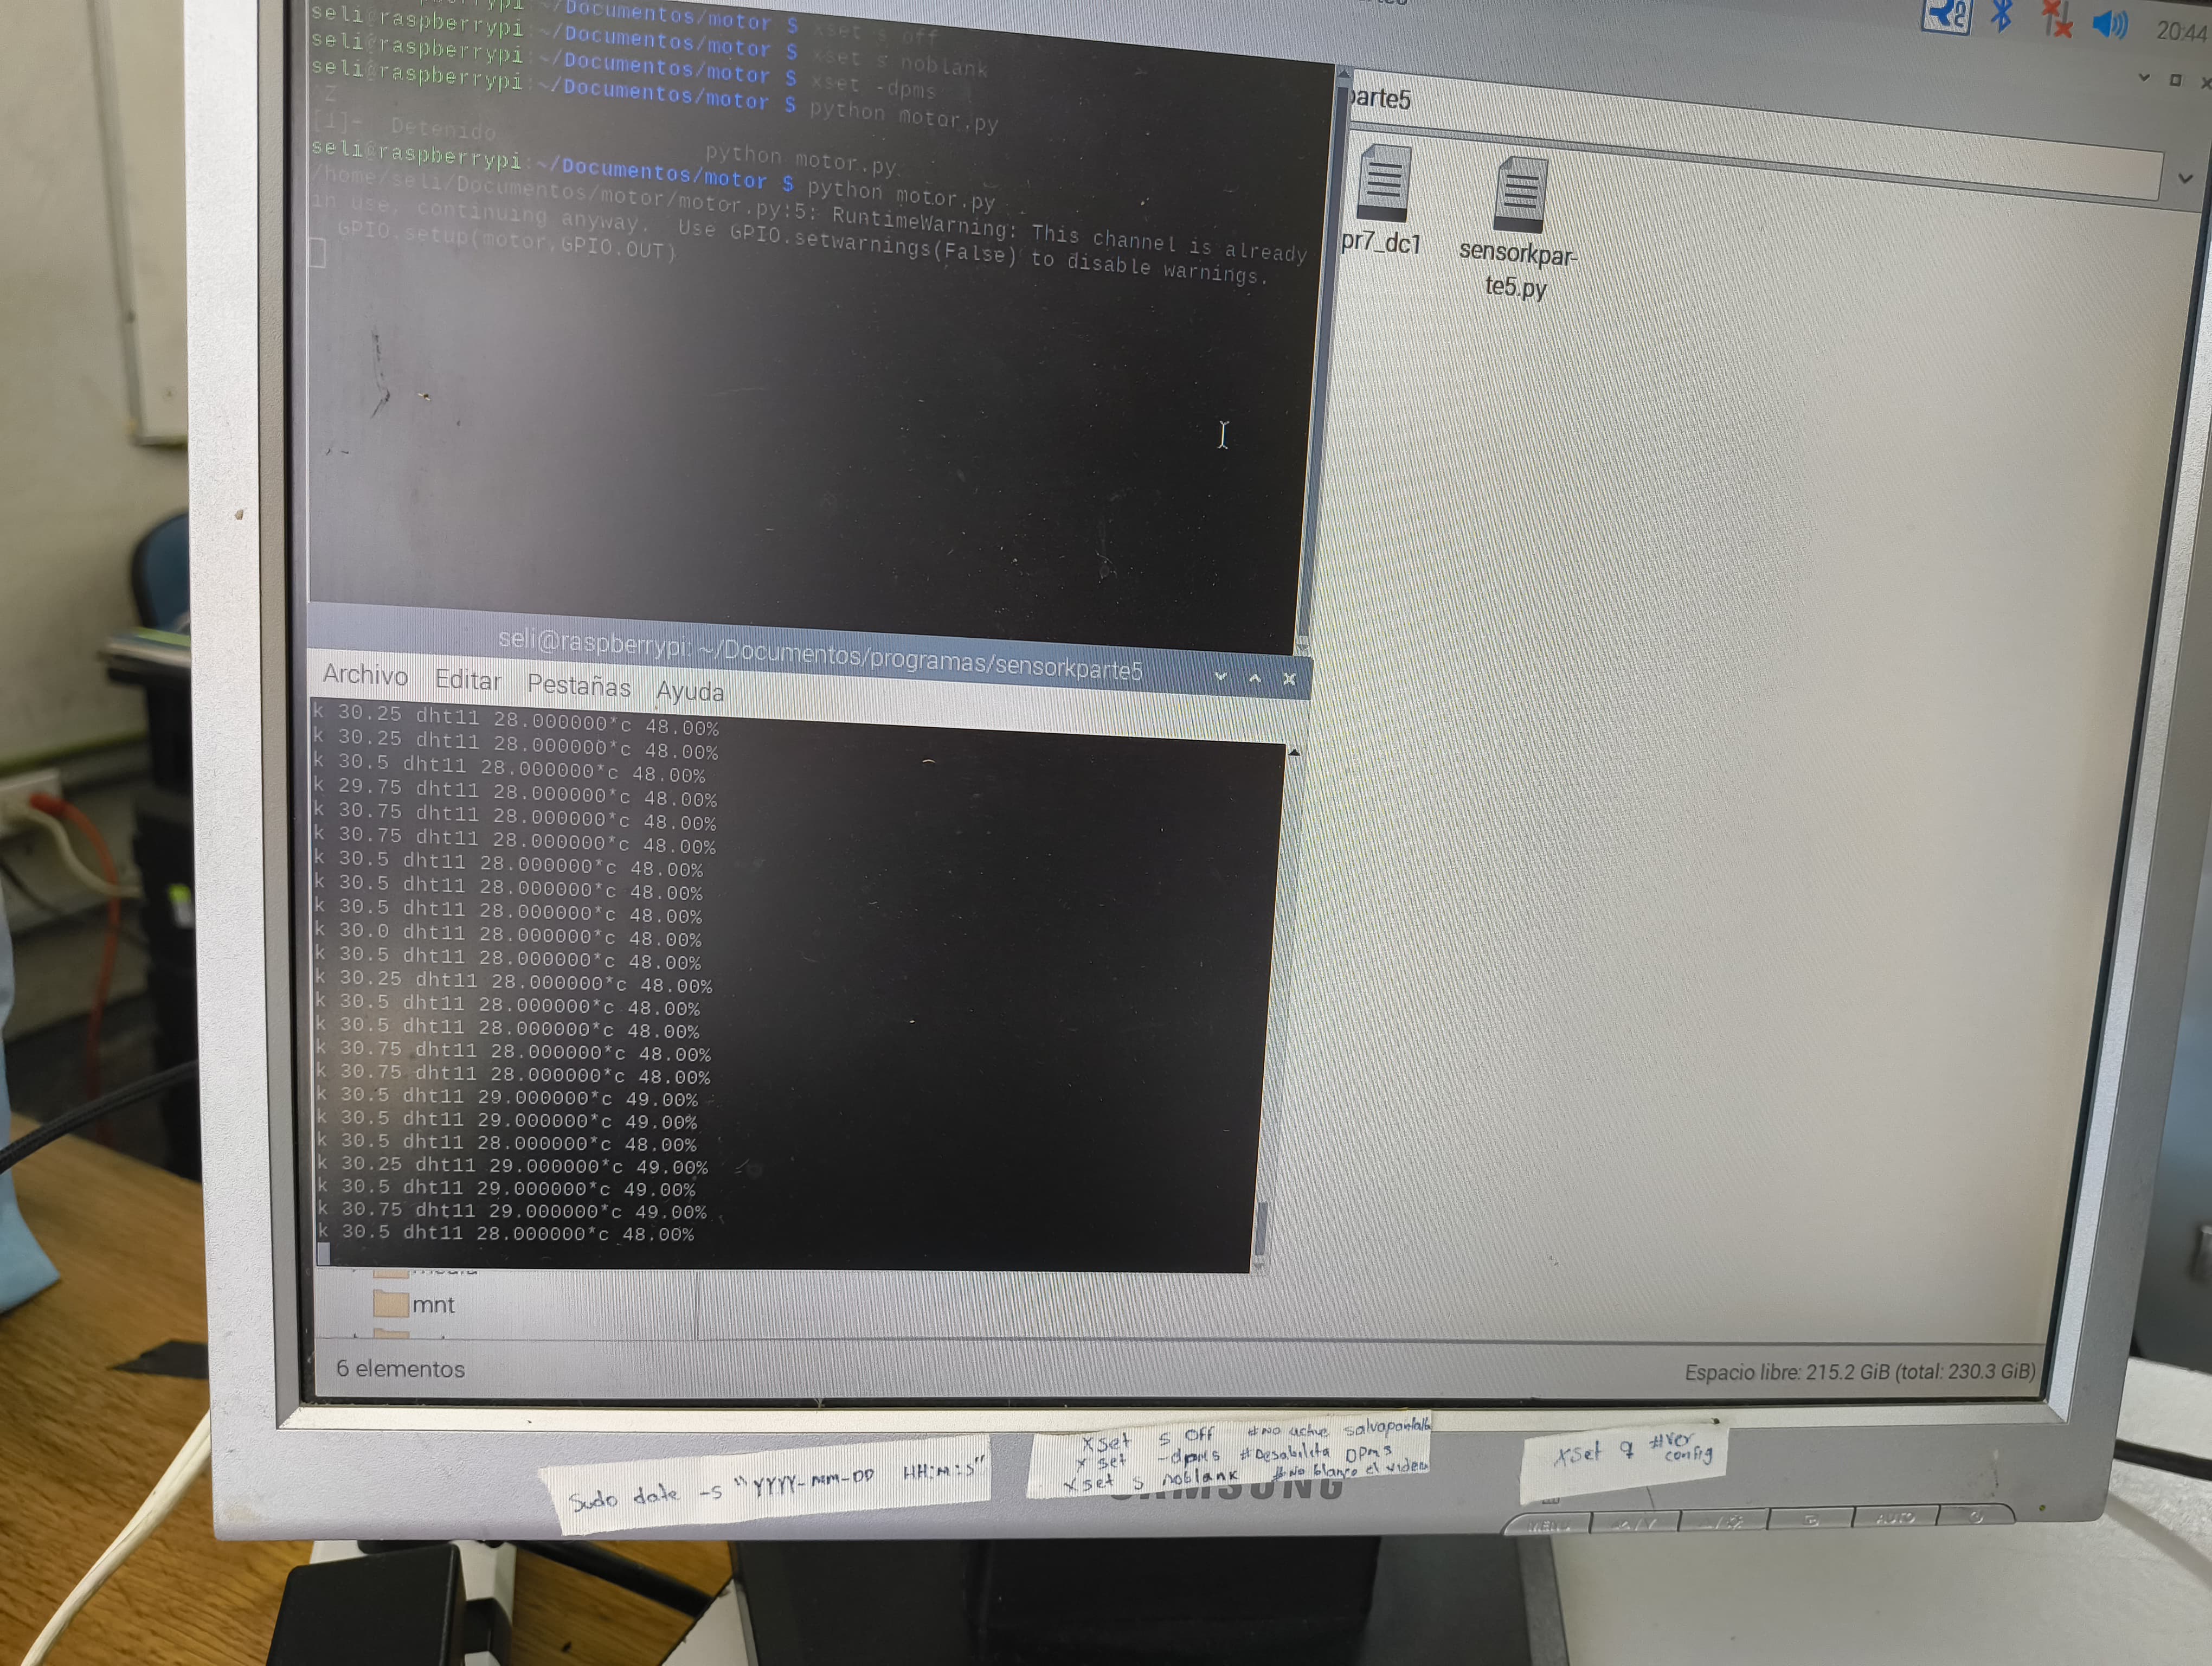 seli@raspberrypi:~/Documentos/motor $ xset s off
seli@raspberrypi:~/Documentos/motor $ xset s noblank
seli@raspberrypi:~/Documentos/motor $ xset -dpms
seli@raspberrypi:~/Documentos/motor $ python motor.py
^Z
[1]- Detenido python motor.py
seli@raspberrypi:~/Documentos/motor $ python motor.py
/home/seli/Documentos/motor/motor.py:5: RuntimeWarning: This channel is already
in use, continuing anyway. Use GPIO.setwarnings(False) to disable warnings.
GPIO.setup(motor,GPIO.OUT)
20:44
parte5
pr7_dc1
sensorkpar-
te5.py
seli@raspberrypi: ~/Documentos/programas/sensorkparte5
Archivo Editar Pestañas Ayuda
k 30.25 dht11 28.000000*c 48.00%
k 30.25 dht11 28.000000*c 48.00%
k 30.5 dht11 28.000000*c 48.00%
k 29.75 dht11 28.000000*c 48.00%
k 30.75 dht11 28.000000*c 48.00%
k 30.75 dht11 28.000000*c 48.00%
k 30.5 dht11 28.000000*c 48.00%
k 30.5 dht11 28.000000*c 48.00%
k 30.5 dht11 28.000000*c 48.00%
k 30.0 dht11 28.000000*c 48.00%
k 30.5 dht11 28.000000*c 48.00%
k 30.25 dht11 28.000000*c 48.00%
k 30.5 dht11 28.000000*c 48.00%
k 30.5 dht11 28.000000*c 48.00%
k 30.75 dht11 28.000000*c 48.00%
k 30.75 dht11 28.000000*c 48.00%
k 30.5 dht11 29.000000*c 49.00%
k 30.5 dht11 29.000000*c 49.00%
k 30.5 dht11 28.000000*c 48.00%
k 30.25 dht11 29.000000*c 49.00%
k 30.5 dht11 29.000000*c 49.00%
k 30.75 dht11 29.000000*c 49.00%
k 30.5 dht11 28.000000*c 48.00%
mnt
6 elementos
Espacio libre: 215.2 GiB (total: 230.3 GiB)
Sudo date -s "YYYY-mm-DD HH:m:s"
xset s off #No active salvapantalla
xset -dpms #Desabilita DPMS
xset s noblank #No blanco el video
xset q #ver
config
SAMSUNG
MENU
AUTO